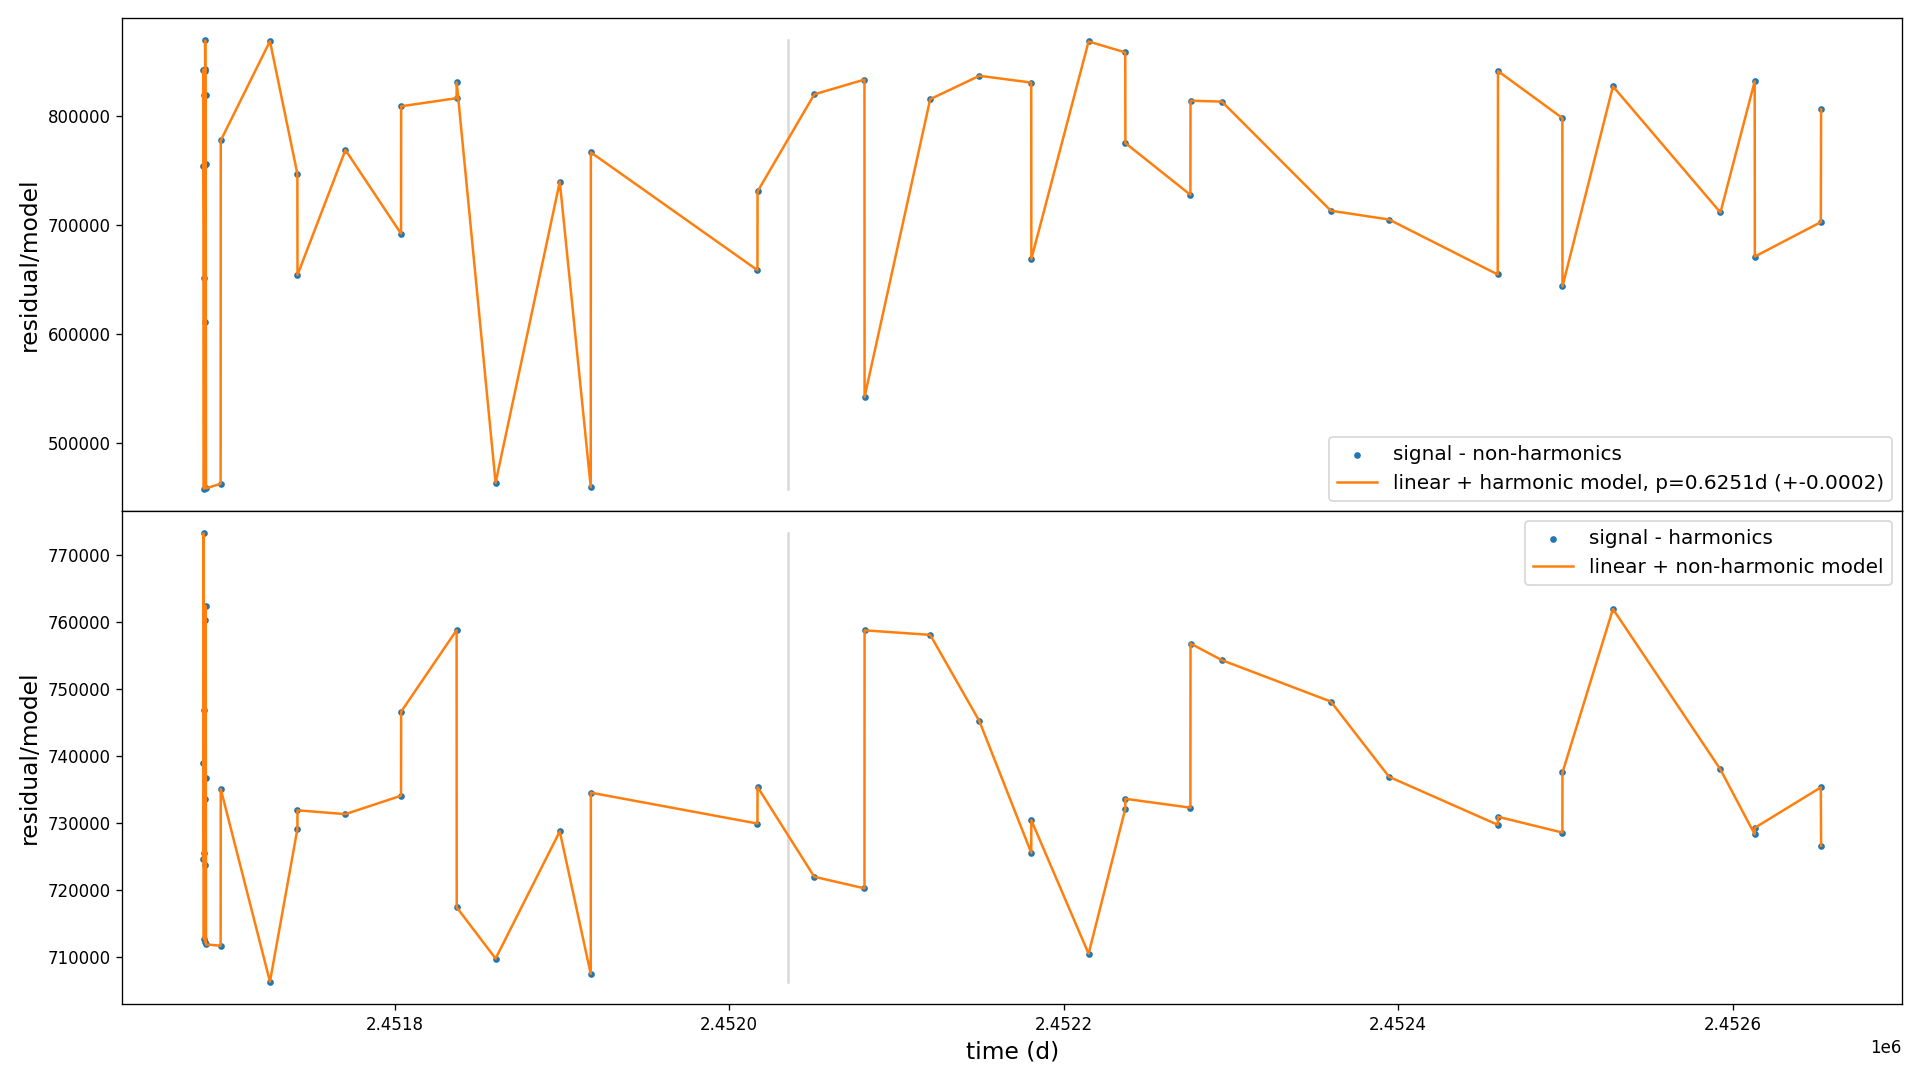 residual/model
800000
700000
600000
500000
signal - non-harmonics
linear + harmonic model, p=0.6251d (+-0.0002)
residual/model
770000
760000
750000
740000
730000
720000
710000
signal - harmonics
linear + non-harmonic model
2.4518
2.4520
2.4522
2.4524
2.4526
1e6
time (d)